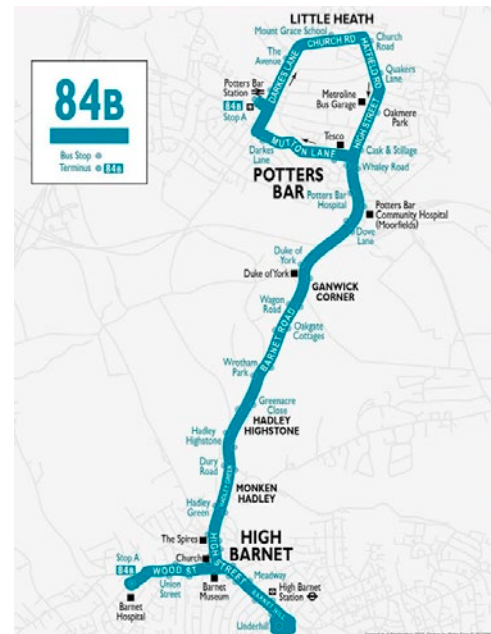 LITTLE HEATH
Mount Grace School
CHURCH RD
Church
Road
The
Avenue
DARKES LANE
HATFIELD RD
Quakers
Lane
Potters Bar
Station
84B
Stop A
Metroline
Bus Garage
HIGH STREET
Oakmere
Park
84B
Bus Stop
Terminus
84B
Tesco
MUTTON LANE
Cask & Stillage
Darkes
Lane
Whaley Road
POTTERS
BAR
Potters Bar
Hospital
Potters Bar
Community Hospital
(Moorfields)
Dove
Lane
Duke of
York
Duke of York
GANWICK
CORNER
Wagon
Road
Oakgate
Cottages
BARNET ROAD
Wrotham
Park
Greenacre
Close
HADLEY
HIGHSTONE
Hadley
Highstone
Dury
Road
HADLEY GREEN
MONKEN
HADLEY
Hadley
Green
The Spires
HIGH STREET
HIGH
BARNET
Church
Stop A
84B
WOOD ST
Union
Street
Barnet
Museum
Meadway
High Barnet
Station
BARNET HILL
Barnet
Hospital
Underhill